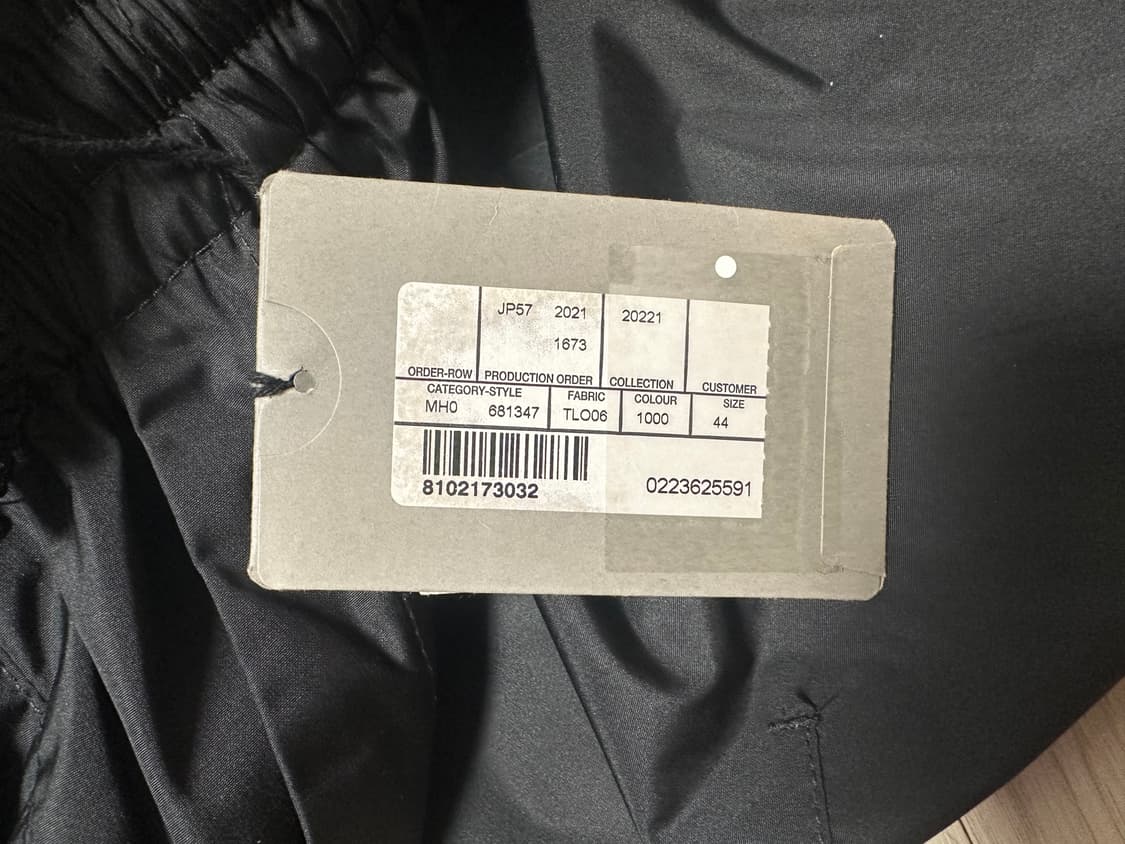 JP57 2021 20221
1673
ORDER-ROW PRODUCTION ORDER COLLECTION CUSTOMER
CATEGORY-STYLE FABRIC COLOUR SIZE
MH0 681347 TLO06 1000 44
8102173032 0223625591